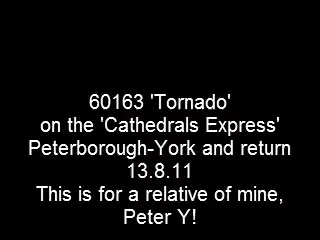 60163 'Tornado'
on the 'Cathedrals Express'
Peterborough-York and return
13.8.11
This is for a relative of mine,
Peter Y!